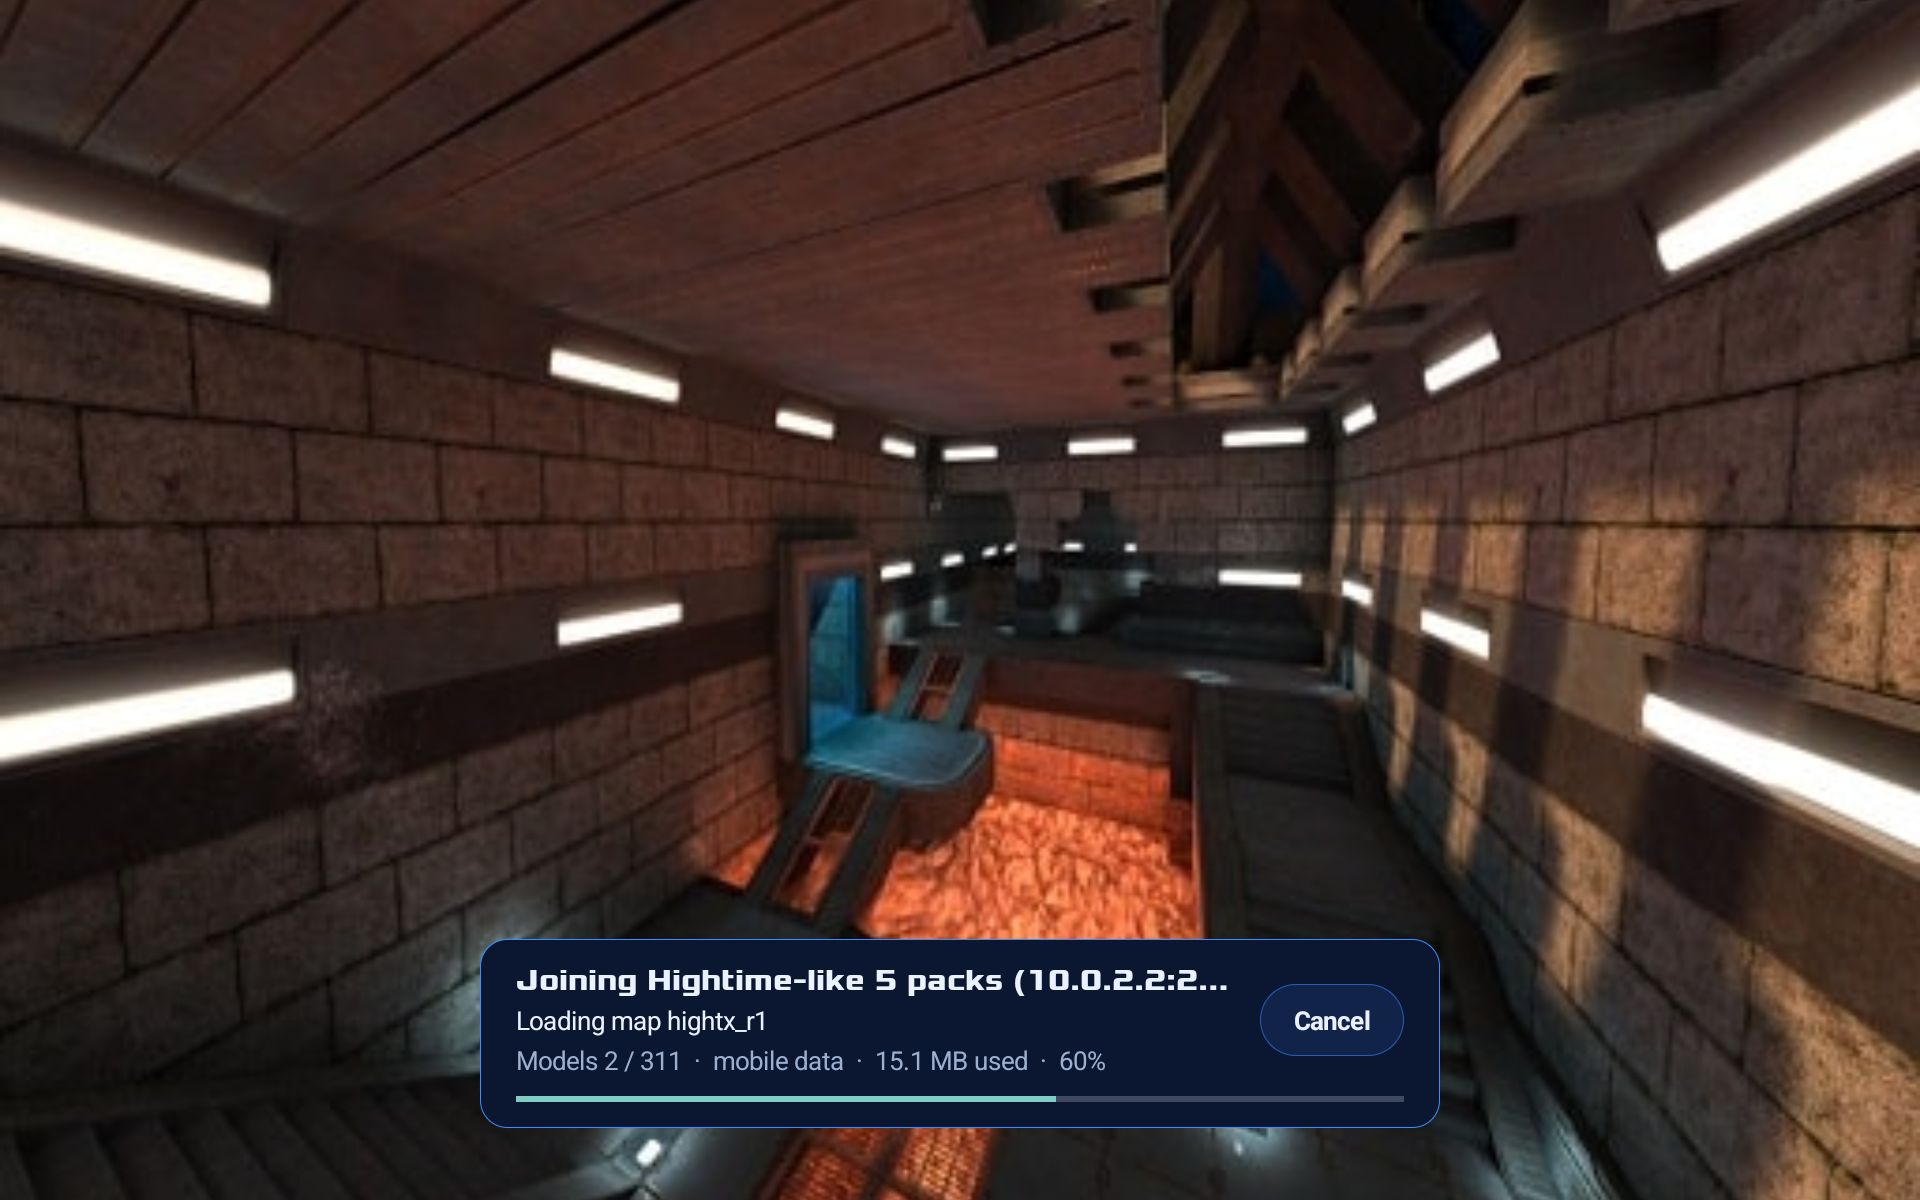 Joining Hightime-like 5 packs (10.0.2.2:2...
Loading map hightx_r1
Models 2 / 311 · mobile data · 15.1 MB used · 60%
Cancel